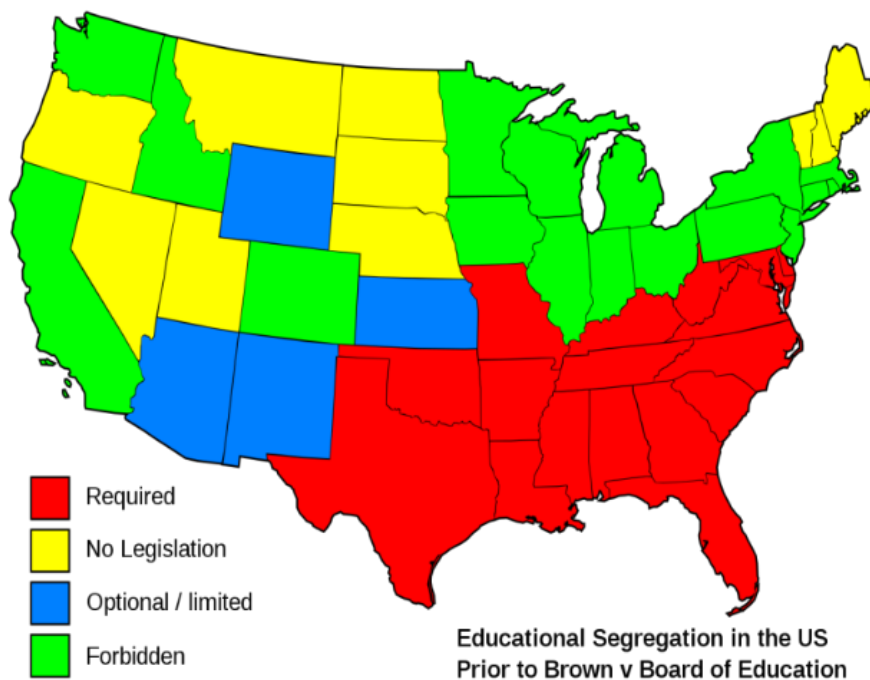 Required
No Legislation
Optional / limited
Forbidden
Educational Segregation in the US
Prior to Brown v Board of Education